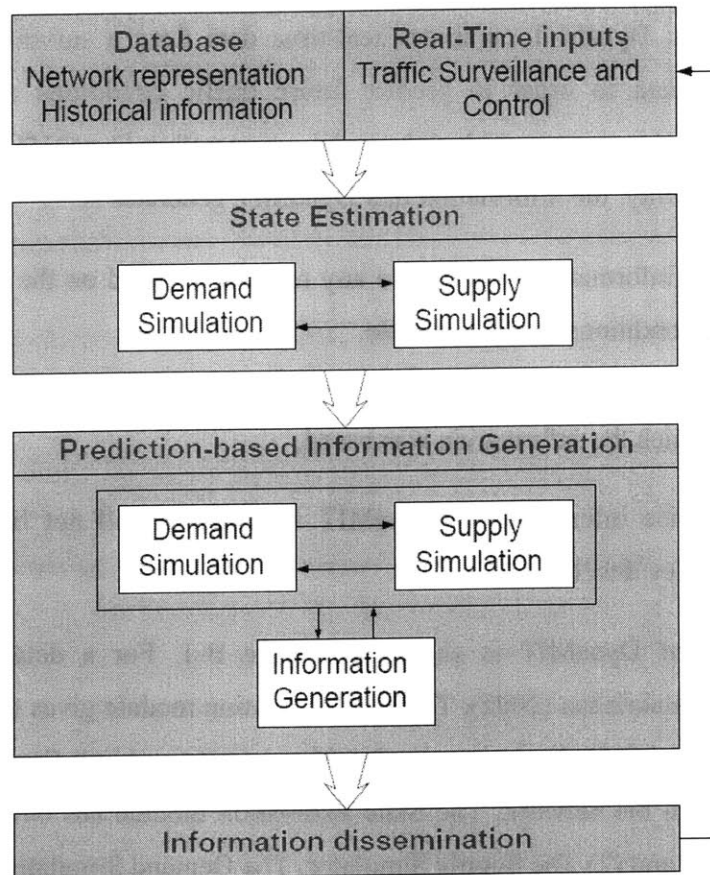 Database
Network representation
Historical information
Real-Time inputs
Traffic Surveillance and
Control
State Estimation
Demand
Simulation
Supply
Simulation
Prediction-based Information Generation
Demand
Simulation
Supply
Simulation
Information
Generation
Information dissemination